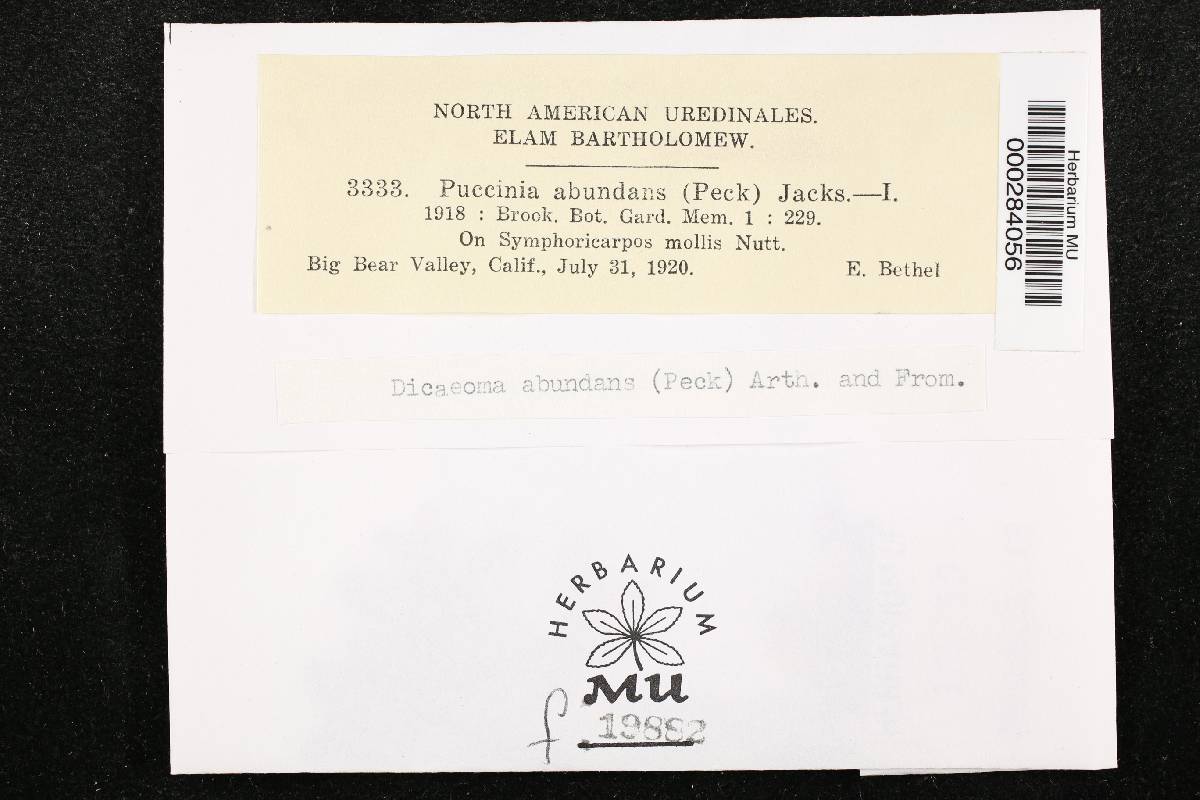 NORTH AMERICAN UREDINALES.
ELAM BARTHOLOMEW.
3333. Puccinia abundans (Peck) Jacks.—I.
1918 : Brook. Bot. Gard. Mem. 1 : 229.
On Symphoricarpos mollis Nutt.
Big Bear Valley, Calif., July 31, 1920. E. Bethel
Herbarium MU
000284056
Dicaeoma abundans (Peck) Arth. and From.
HERBARIUM
MU
f 19882